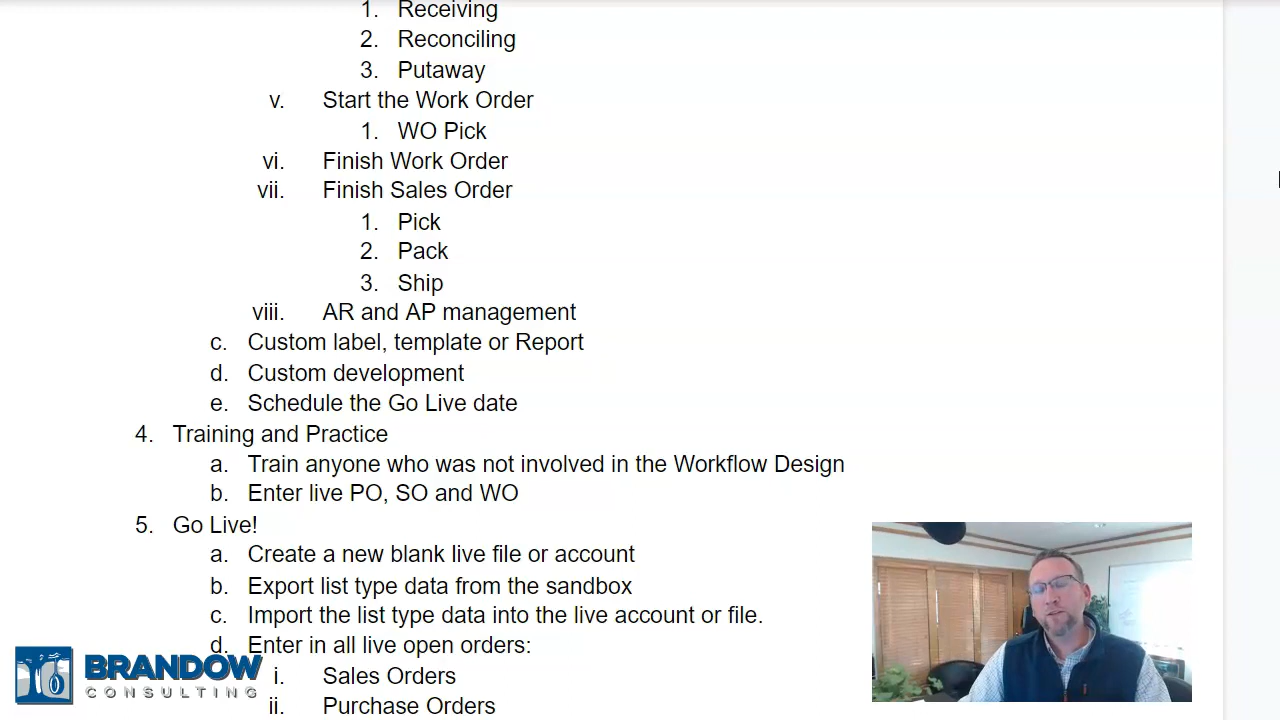 1. Receiving
2. Reconciling
3. Putaway
v. Start the Work Order
1. WO Pick
vi. Finish Work Order
vii. Finish Sales Order
1. Pick
2. Pack
3. Ship
viii. AR and AP management
c. Custom label, template or Report
d. Custom development
e. Schedule the Go Live date
4. Training and Practice
a. Train anyone who was not involved in the Workflow Design
b. Enter live PO, SO and WO
5. Go Live!
a. Create a new blank live file or account
b. Export list type data from the sandbox
c. Import the list type data into the live account or file.
d. Enter in all live open orders:
i. Sales Orders
ii. Purchase Orders
BRANDOW
CONSULTING